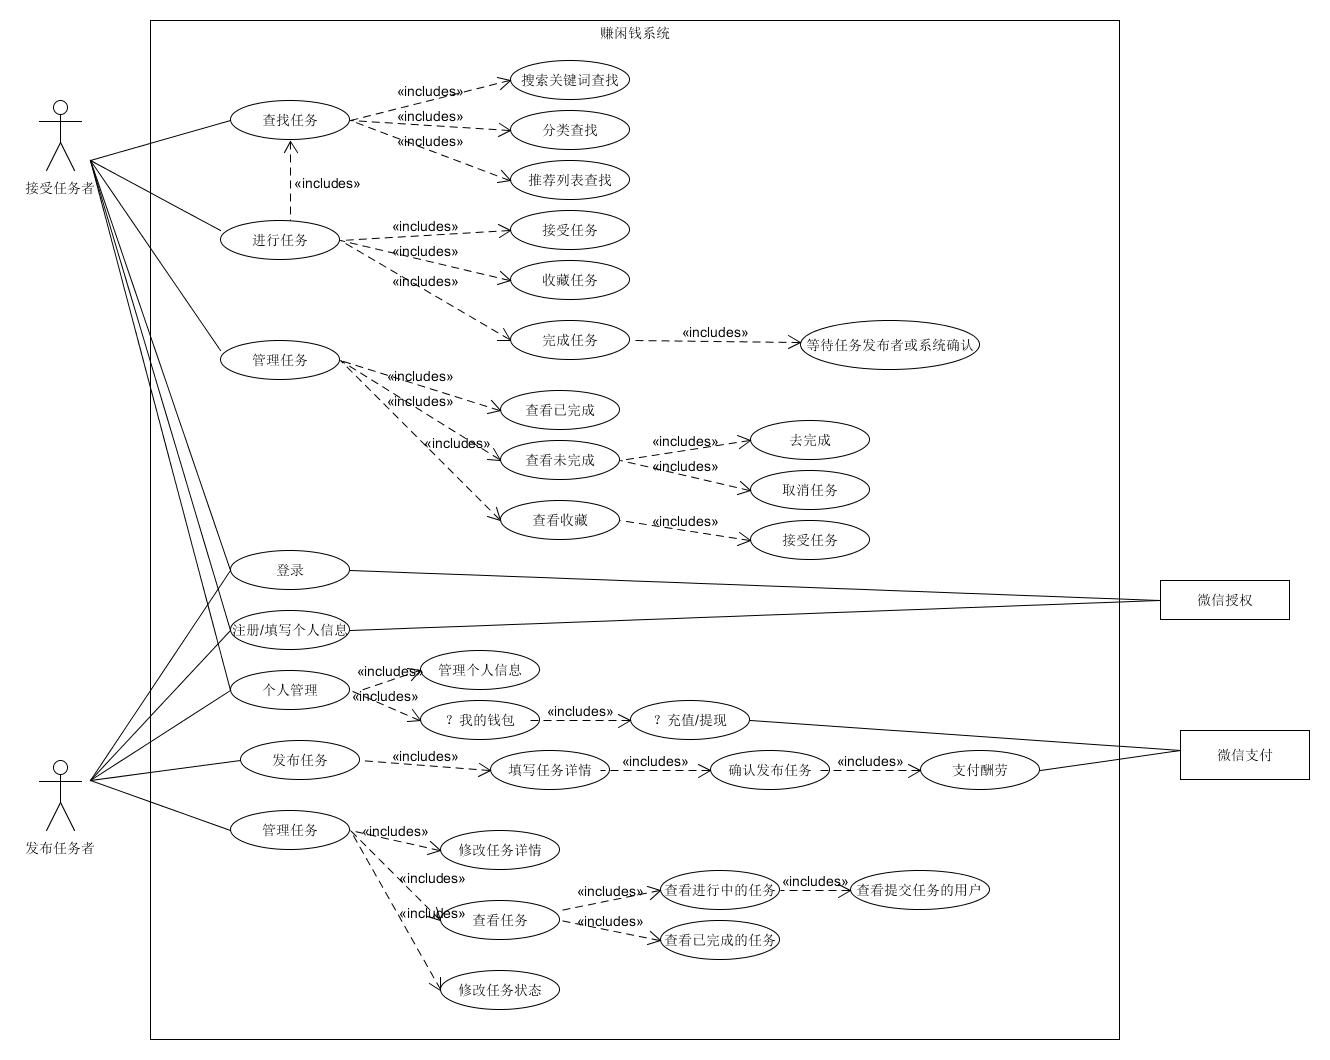 赚闲钱系统
搜索关键词查找
«includes»
查找任务
«includes»
分类查找
«includes»
推荐列表查找
«includes»
接受任务者
«includes»
接受任务
进行任务
«includes»
收藏任务
«includes»
完成任务
«includes»
等待任务发布者或系统确认
管理任务
«includes»
查看已完成
«includes»
«includes»
查看未完成
«includes»
去完成
«includes»
取消任务
查看收藏
«includes»
接受任务
登录
微信授权
注册/填写个人信息
«includes»
管理个人信息
个人管理
«includes»
？我的钱包
«includes»
？充值/提现
微信支付
发布任务
«includes»
填写任务详情
«includes»
确认发布任务
«includes»
支付酬劳
发布任务者
管理任务
«includes»
修改任务详情
«includes»
«includes»
查看任务
«includes»
查看进行中的任务
«includes»
查看提交任务的用户
«includes»
查看已完成的任务
修改任务状态